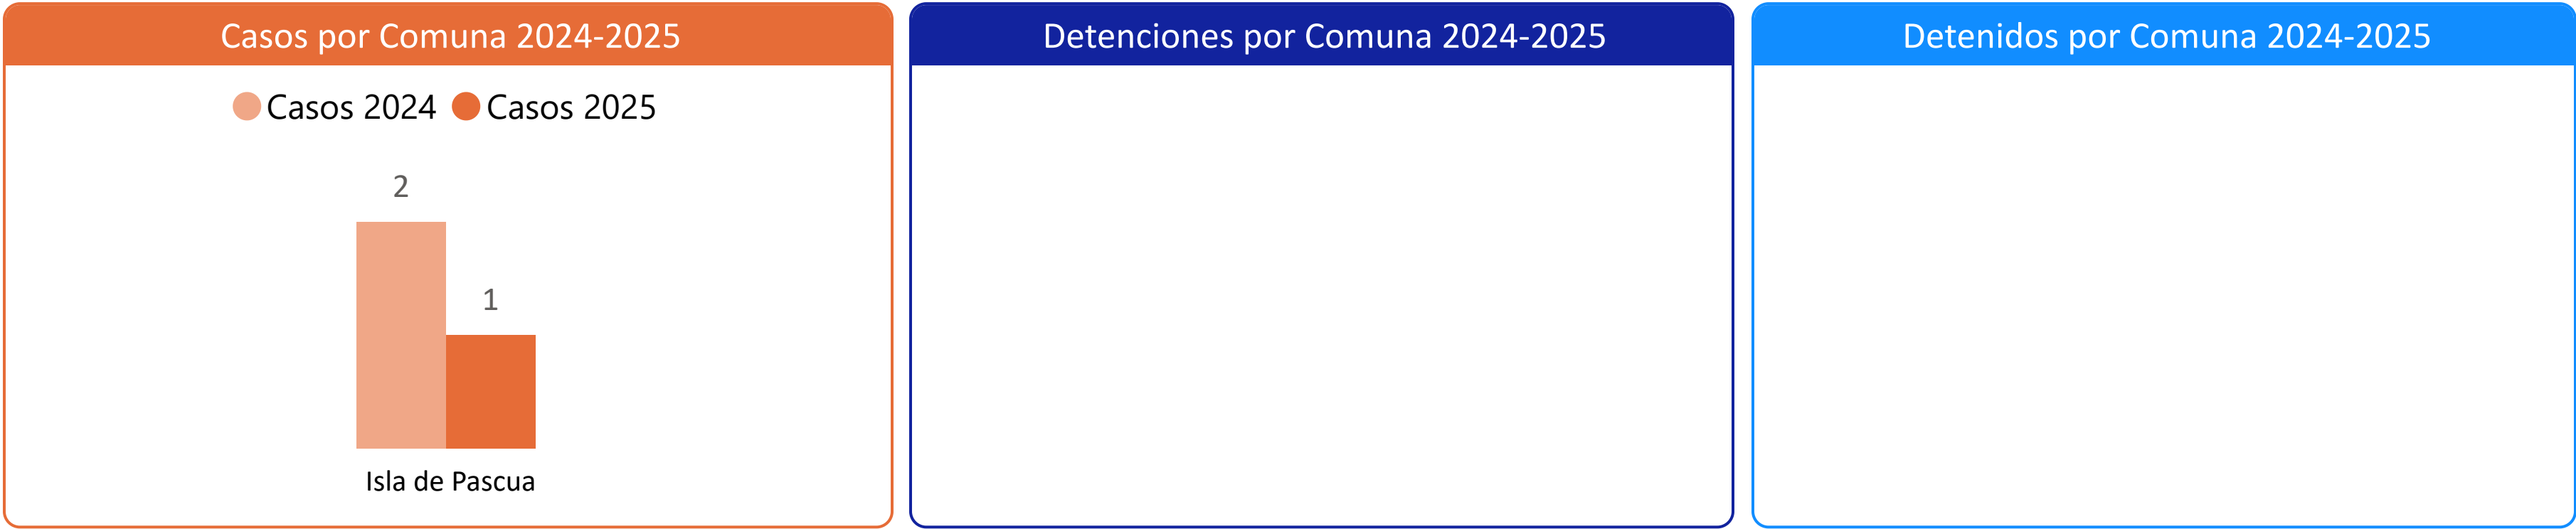 Casos por Comuna 2024-2025
Casos 2024 Casos 2025
2
1
Isla de Pascua
Detenciones por Comuna 2024-2025
Detenidos por Comuna 2024-2025